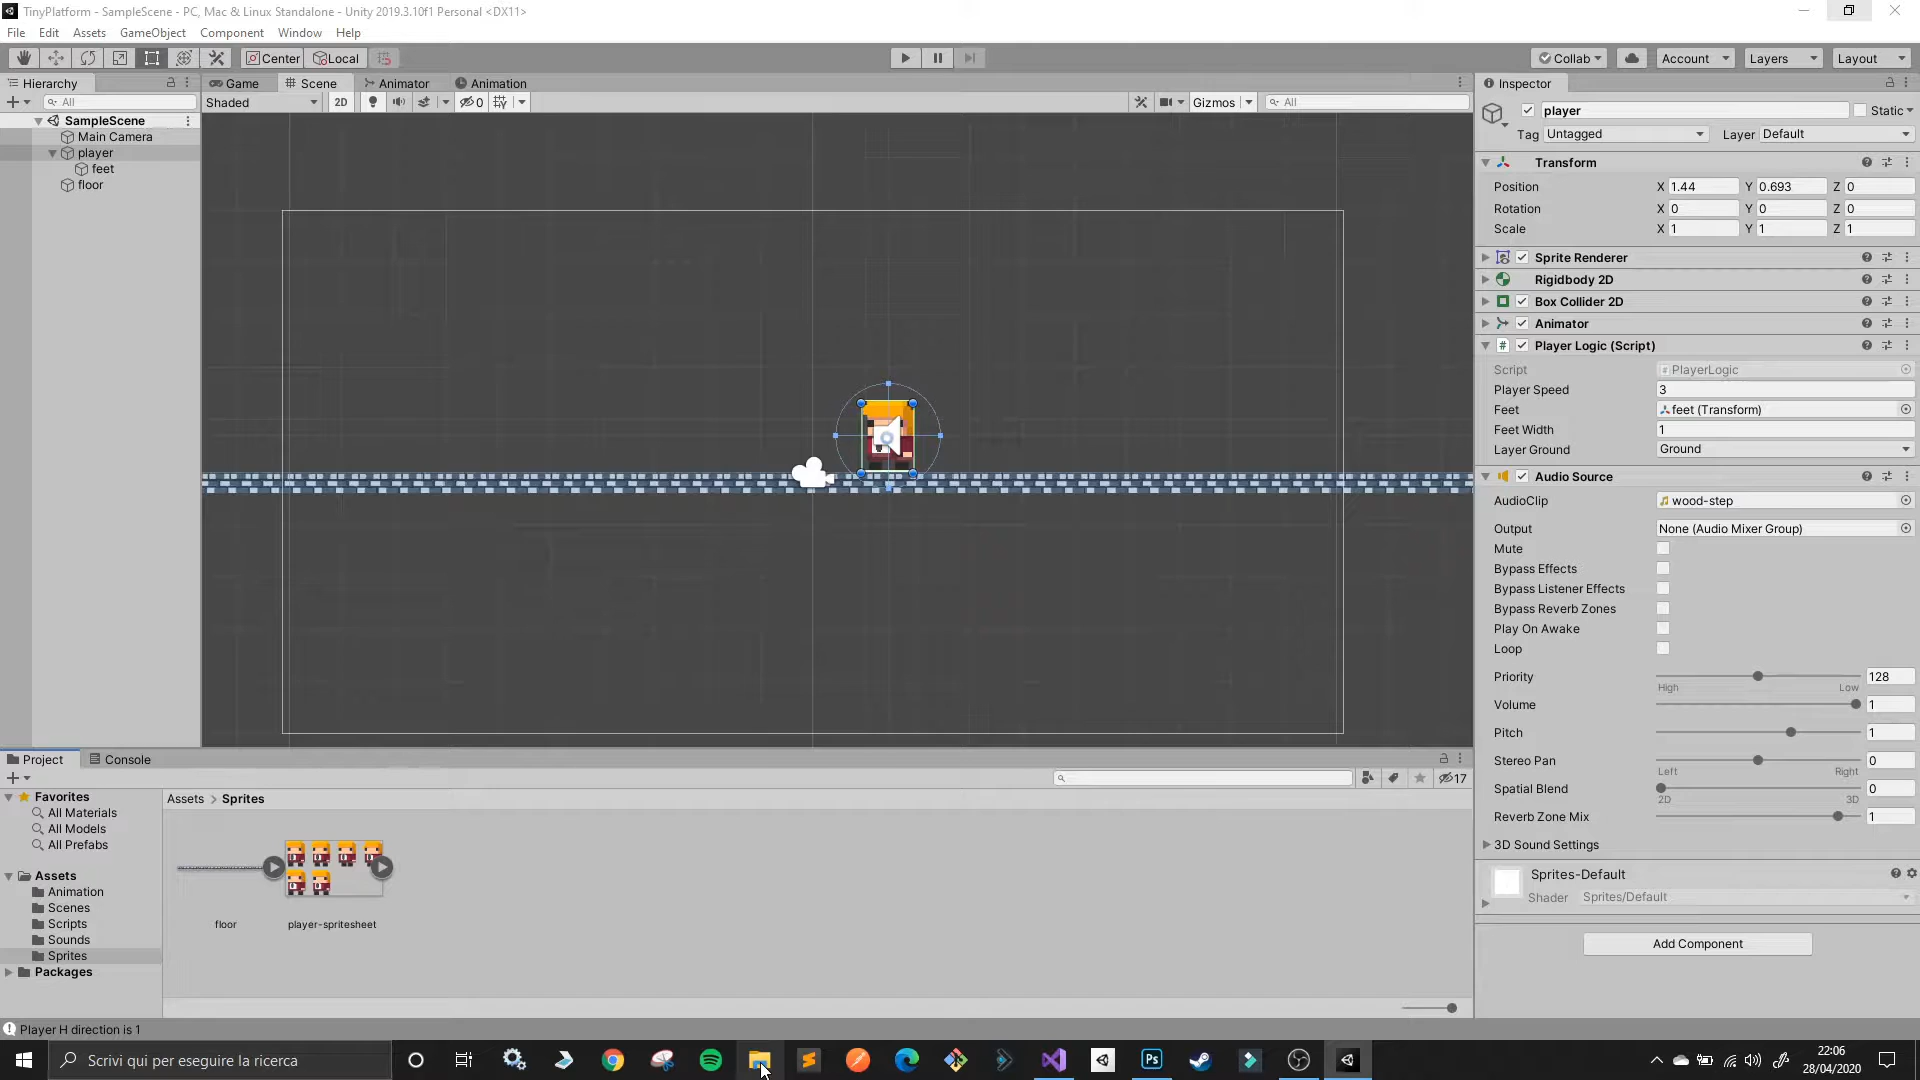 TinyPlatform - SampleScene - PC, Mac & Linux Standalone - Unity 2019.3.10f1 Personal <DX11>
File Edit Assets GameObject Component Window Help
Center Local Collab Account Layers Layout
Hierarchy
All
SampleScene
Main Camera
player
feet
floor
Game Scene Animator Animation
Shaded 2D 0 Gizmos All
Inspector
player Static
Tag Untagged Layer Default
Transform
Position X 1.44 Y 0.693 Z 0
Rotation X 0 Y 0 Z 0
Scale X 1 Y 1 Z 1
Sprite Renderer
Rigidbody 2D
Box Collider 2D
Animator
Player Logic (Script)
Script PlayerLogic
Player Speed 3
Feet feet (Transform)
Feet Width 1
Layer Ground Ground
Audio Source
AudioClip wood-step
Output None (Audio Mixer Group)
Mute
Bypass Effects
Bypass Listener Effects
Bypass Reverb Zones
Play On Awake
Loop
Priority 128
High Low
Volume 1
Pitch 1
Stereo Pan 0
Left Right
Spatial Blend 0
2D 3D
Reverb Zone Mix 1
3D Sound Settings
Sprites-Default
Shader Sprites/Default
Add Component
Project Console
17
Favorites
All Materials
All Models
All Prefabs
Assets
Animation
Scenes
Scripts
Sounds
Sprites
Packages
Assets > Sprites
floor player-spritesheet
Player H direction is 1
Scrivi qui per eseguire la ricerca
Ps
22:06
28/04/2020